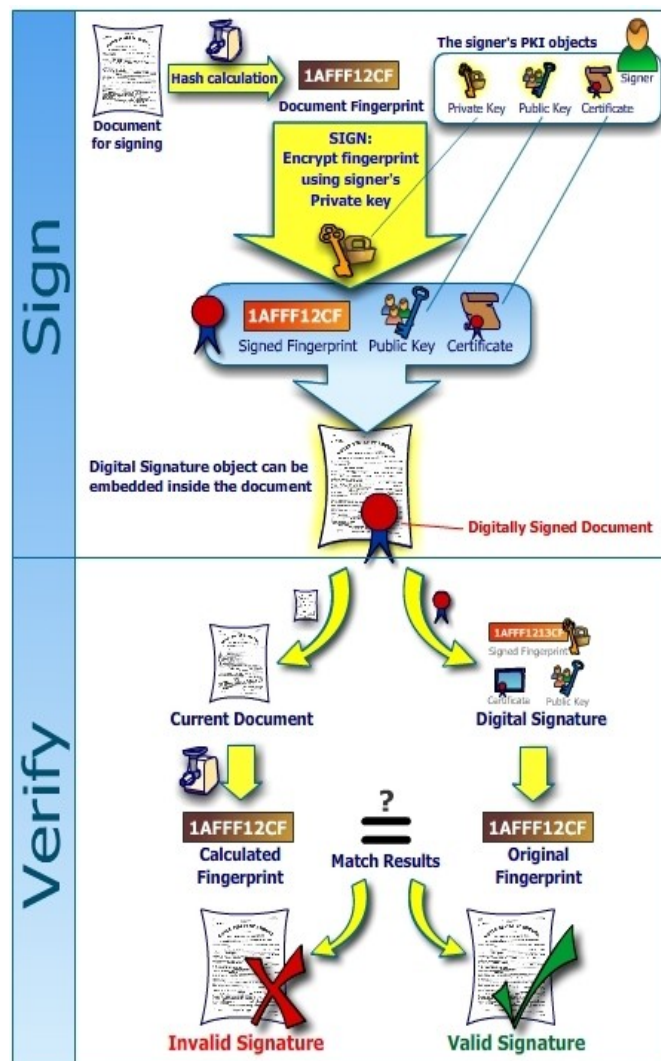 Sign
The signer's PKI objects
Signer
Hash calculation
1AFFF12CF
Private Key
Public Key
Certificate
Document
for signing
Document Fingerprint
SIGN:
Encrypt fingerprint
using signer's
Private key
1AFFF12CF
Signed Fingerprint
Public Key
Certificate
Digital Signature object can be
embedded inside the document
Digitally Signed Document
Verify
1AFFF1213CF
Signed Fingerprint
Certificate
Public Key
Current Document
Digital Signature
?
1AFFF12CF
=
1AFFF12CF
Calculated
Fingerprint
Match Results
Original
Fingerprint
Invalid Signature
Valid Signature